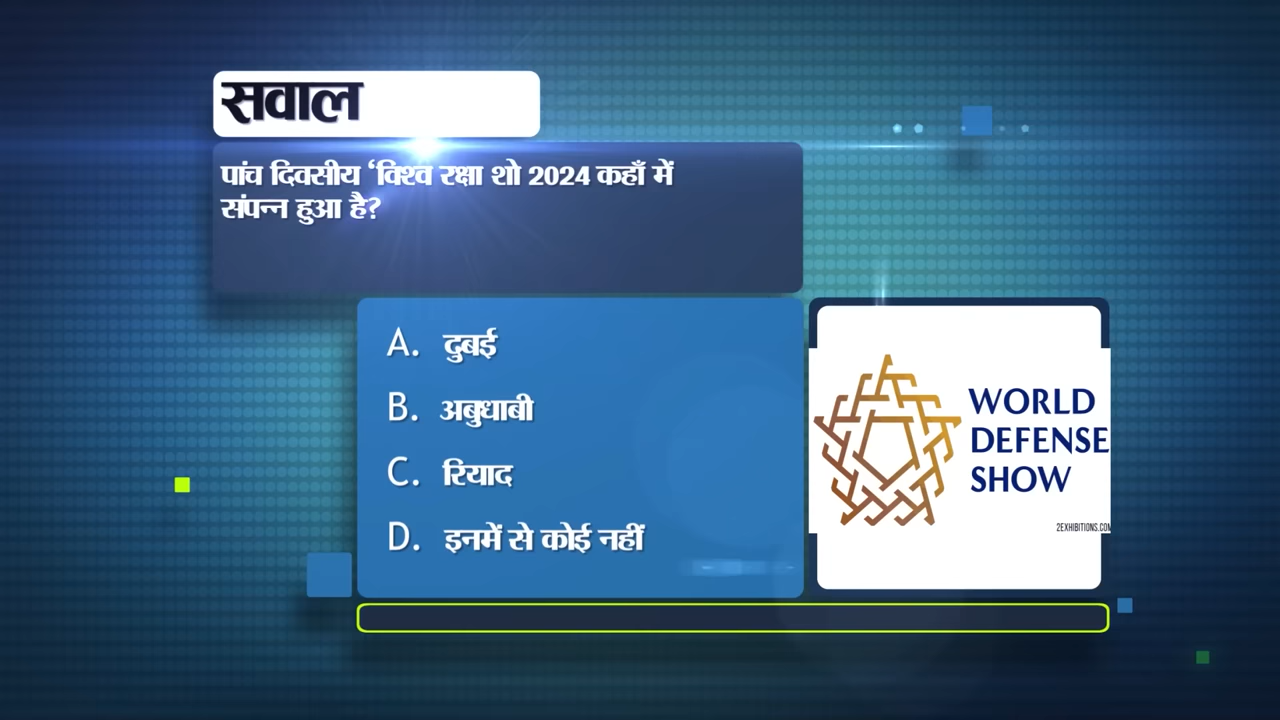 सवाल
पांच दिवसीय ‘विश्व रक्षा शो 2024 कहाँ में
संपन्न हुआ है?
A. दुबई
B. अबुधाबी
C. रियाद
D. इनमें से कोई नहीं
WORLD
DEFENSE
SHOW
2EXHIBITIONS.COM